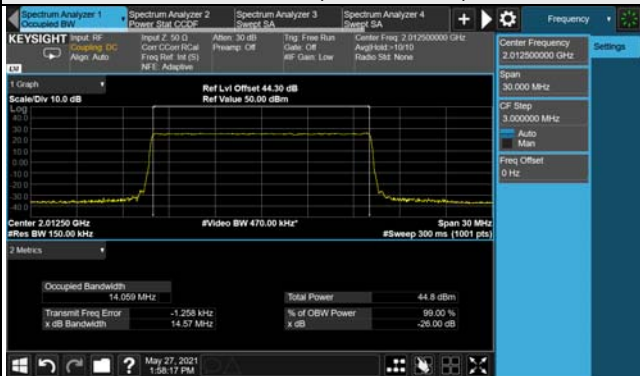 Spectrum Analyzer 1
Occupied BW
Spectrum Analyzer 2
Power Stat CCDF
Spectrum Analyzer 3
Swept SA
Spectrum Analyzer 4
Swept SA
Frequency
KEYSIGHT
Input: RF
Coupling: DC
Align: Auto
Input Z: 50 Ω
Corr CCorr RCal
Freq Ref: Int (S)
NFE: Adaptive
Atten: 30 dB
Preamp: Off
Trig: Free Run
Gate: Off
#IF Gain: Low
Center Freq: 2.012500000 GHz
Avg|Hold:>10/10
Radio Std: None
Center Frequency
2.012500000 GHz
Settings
Span
30.000 MHz
CF Step
3.000000 MHz
Auto
Man
Freq Offset
0 Hz
1 Graph
Scale/Div 10.0 dB
Ref Lvl Offset 44.30 dB
Ref Value 50.00 dBm
Log
40.0
30.0
20.0
10.0
0.00
-10.0
-20.0
-30.0
-40.0
Center 2.01250 GHz
#Res BW 150.00 kHz
#Video BW 470.00 kHz*
Span 30 MHz
#Sweep 300 ms (1001 pts)
2 Metrics
Occupied Bandwidth
14.059 MHz
Transmit Freq Error
-1.258 kHz
x dB Bandwidth
14.57 MHz
Total Power
44.8 dBm
% of OBW Power
99.00 %
x dB
-26.00 dB
?
May 27, 2021
1:58:17 PM